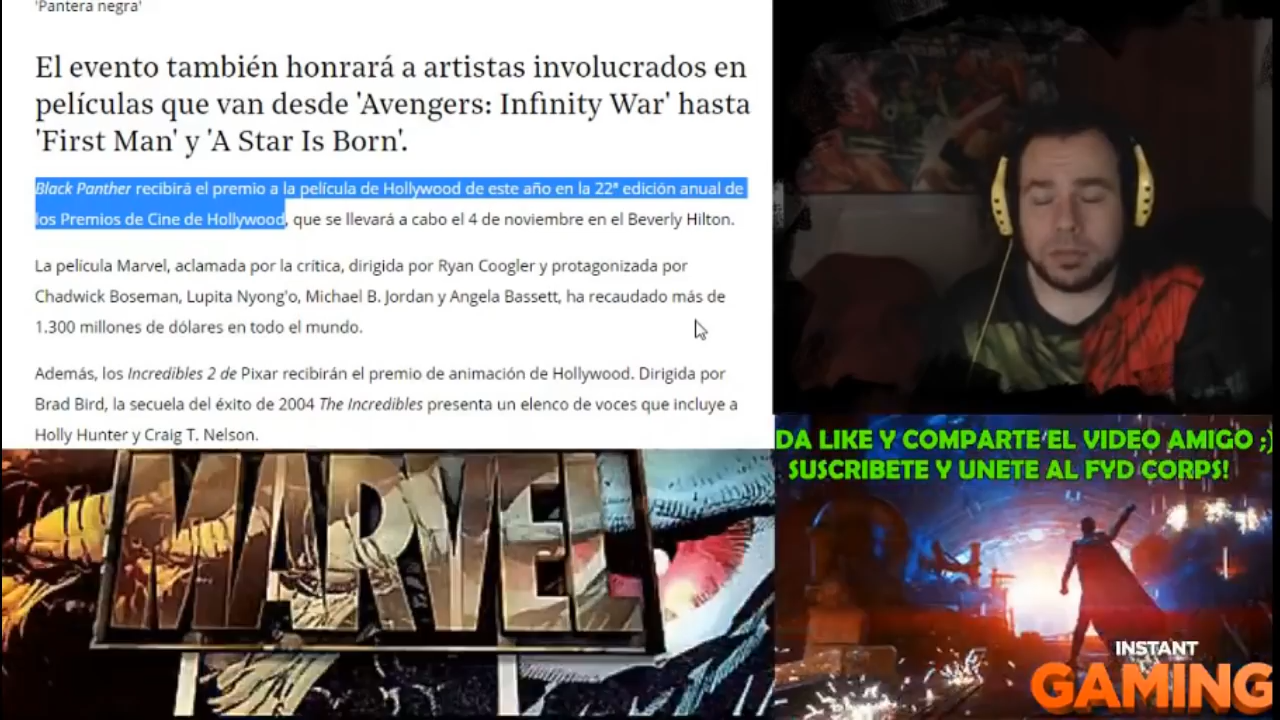 'Pantera negra'
El evento también honrará a artistas involucrados en
películas que van desde 'Avengers: Infinity War' hasta
'First Man' y 'A Star Is Born'.
Black Panther recibirá el premio a la película de Hollywood de este año en la 22ª edición anual de
los Premios de Cine de Hollywood, que se llevará a cabo el 4 de noviembre en el Beverly Hilton.
La película Marvel, aclamada por la crítica, dirigida por Ryan Coogler y protagonizada por
Chadwick Boseman, Lupita Nyong'o, Michael B. Jordan y Angela Bassett, ha recaudado más de
1.300 millones de dólares en todo el mundo.
Además, los Incredibles 2 de Pixar recibirán el premio de animación de Hollywood. Dirigida por
Brad Bird, la secuela del éxito de 2004 The Incredibles presenta un elenco de voces que incluye a
Holly Hunter y Craig T. Nelson.
MARVEL
DA LIKE Y COMPARTE EL VIDEO AMIGO ;)
SUSCRIBETE Y UNETE AL FYD CORPS!
INSTANT
GAMING